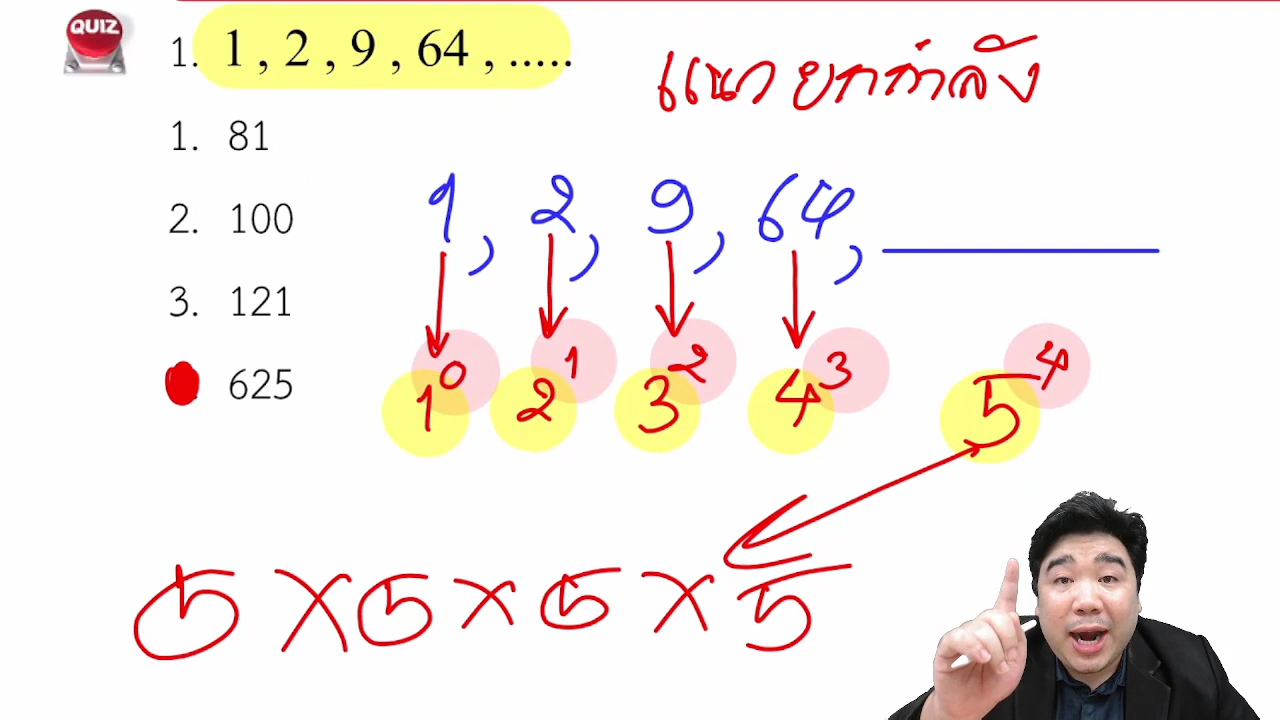 QUIZ
1. 1 , 2 , 9 , 64 , .....
แนวยกกำลัง
1. 81
2. 100
3. 121
625
1, 2, 9, 64, ____
1⁰ 2¹ 3² 4³ 5⁴
5 × 5 × 5 × 5